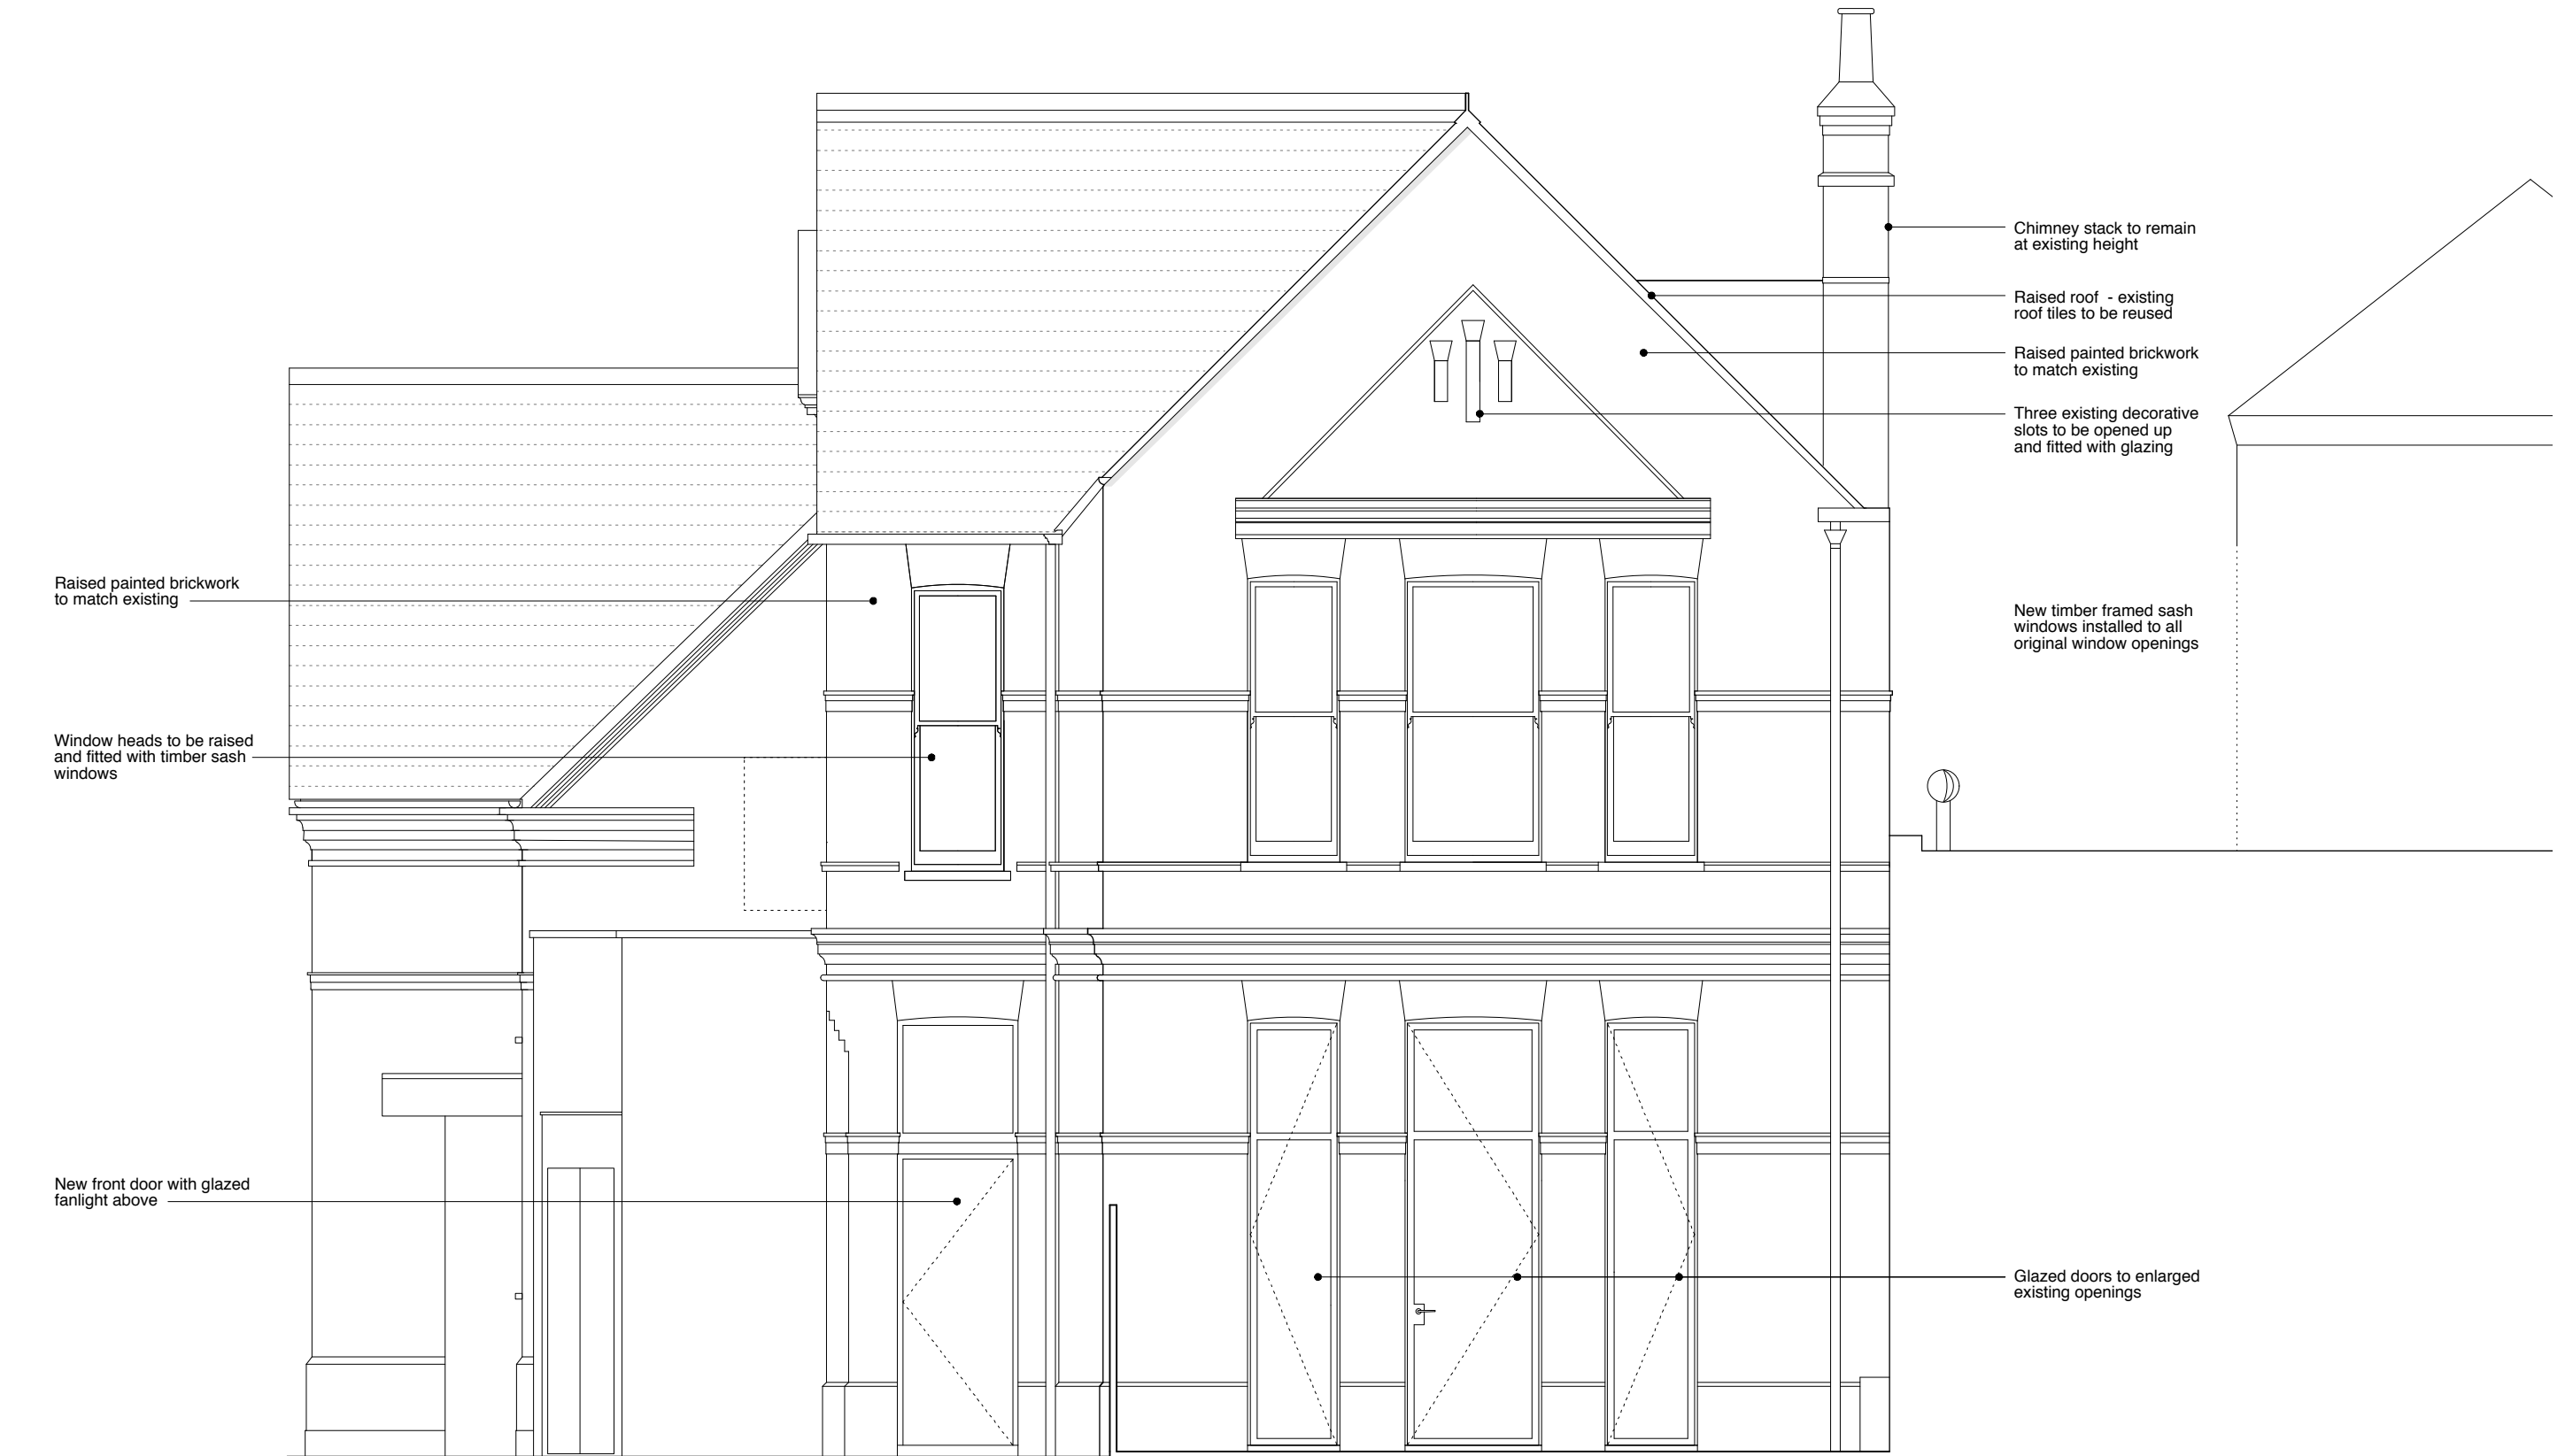 Chimney stack to remain
at existing height
Raised roof - existing
roof tiles to be reused
Raised painted brickwork
to match existing
Three existing decorative
slots to be opened up
and fitted with glazing
Raised painted brickwork
to match existing
New timber framed sash
windows installed to all
original window openings
Window heads to be raised
and fitted with timber sash
windows
New front door with glazed
fanlight above
Glazed doors to enlarged
existing openings